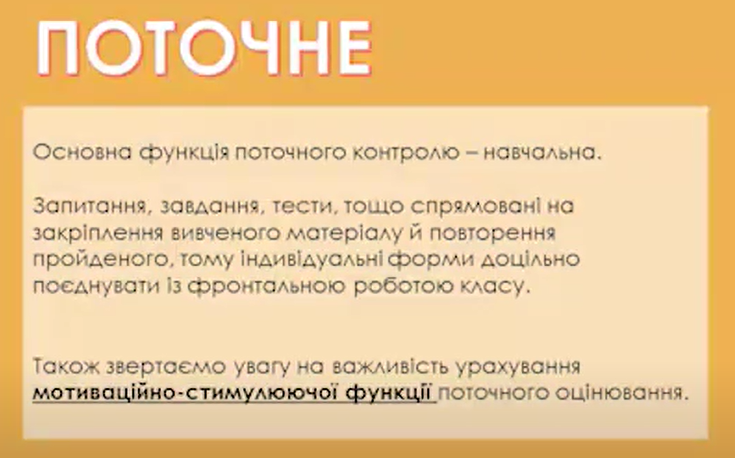 ПОТОЧНЕ
Основна функція поточного контролю – навчальна.
Запитання, завдання, тести, тощо спрямовані на
закріплення вивченого матеріалу й повторення
пройденого, тому індивідуальні форми доцільно
поєднувати із фронтальною роботою класу.
Також звертаємо увагу на важливість урахування
мотиваційно-стимулюючої функції поточного оцінювання.